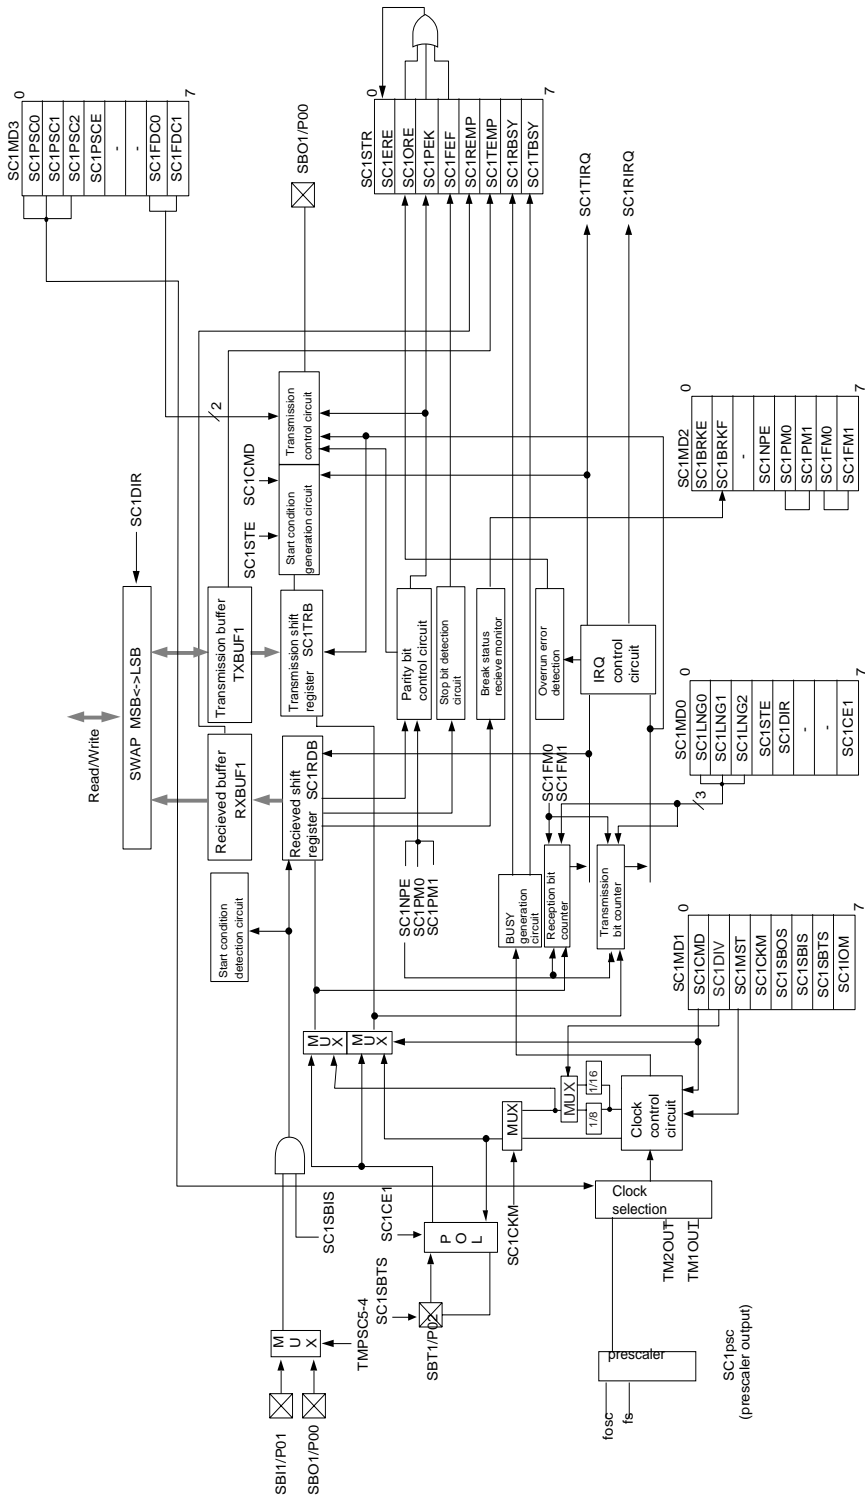 SC1MD3
0
SC1PSC0
SC1PSC1
SC1PSC2
SC1PSCE
-
-
SC1FDC0
SC1FDC1
7
SBO1/P00
SC1STR
0
SC1ERE
SC1ORE
SC1PEK
SC1FEF
SC1REMP
SC1TEMP
SC1RBSY
SC1TBSY
7
SC1TIRQ
SC1RIRQ
SC1MD2
0
SC1BRKE
SC1BRKF
-
SC1NPE
SC1PM0
SC1PM1
SC1FM0
SC1FM1
7
Read/Write
SWAP MSB<->LSB
SC1DIR
Transmission buffer
TXBUF1
Recieved buffer
RXBUF1
Transmission shift
register SC1TRB
Recieved shift
register SC1RDB
SC1STE
SC1CMD
Start condition
generation circuit
Transmission
control circuit
2
Start condition
detection circuit
Parity bit
control circuit
Stop bit detection
circuit
Break status
recieve monitor
Overrun error
detection
IRQ
control
circuit
SC1NPE
SC1PM0
SC1PM1
BUSY
generation
circuit
Reception bit
counter
Transmission
bit counter
SC1FM0
SC1FM1
3
SC1MD0
0
SC1LNG0
SC1LNG1
SC1LNG2
SC1STE
SC1DIR
-
-
SC1CE1
7
SC1MD1
0
SC1CMD
SC1DIV
SC1MST
SC1CKM
SC1SBOS
SC1SBIS
SC1SBTS
SC1IOM
7
MUX
MUX
MUX
MUX
1/8
1/16
Clock
control
circuit
SC1SBIS
SC1CE1
SC1SBTS
POL
SC1CKM
SBT1/P02
MUX
TMPSC5-4
SBI1/P01
SBO1/P00
Clock
selection
TM2OUT
TM1OUT
prescaler
fosc
fs
SC1psc
(prescaler output)